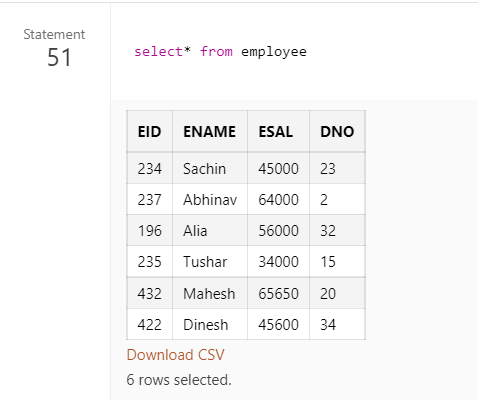 Statement
51
select* from employee
EID ENAME ESAL DNO
234 Sachin 45000 23
237 Abhinav 64000 2
196 Alia 56000 32
235 Tushar 34000 15
432 Mahesh 65650 20
422 Dinesh 45600 34
Download CSV
6 rows selected.